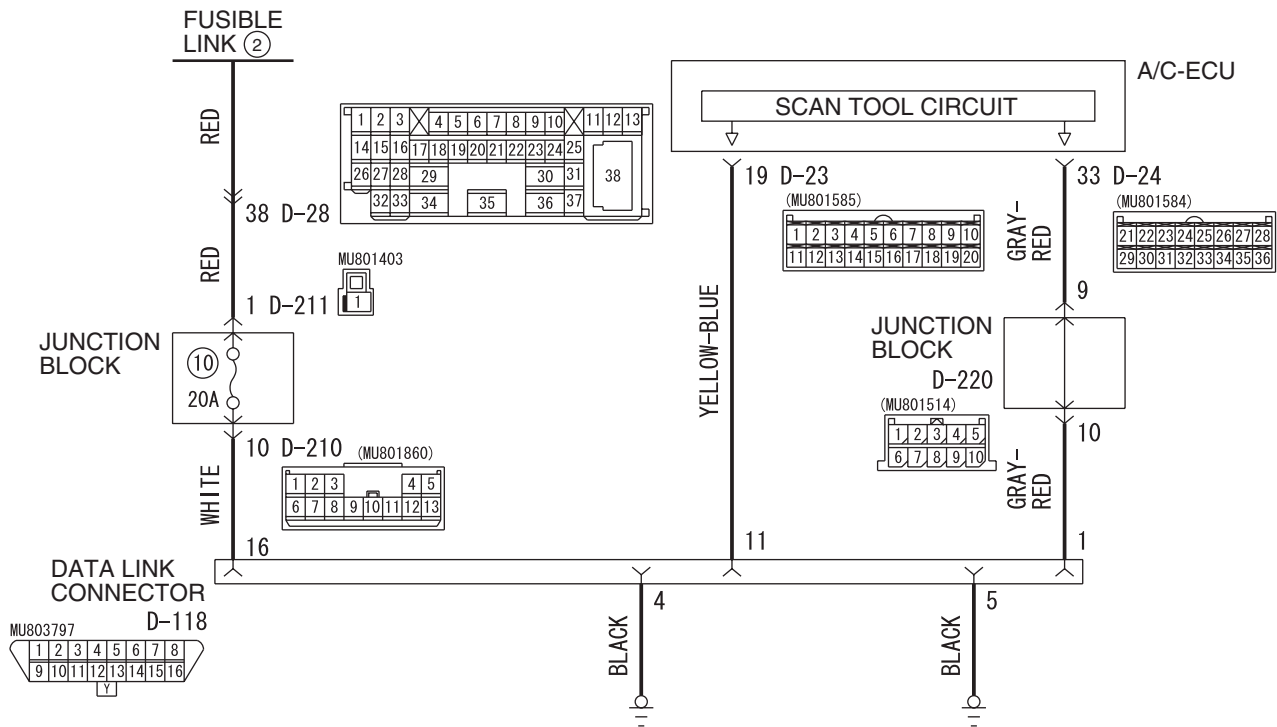 FUSIBLE
LINK ②
RED
38 D-28
1 2 3 4 5 6 7 8 9 10 11 12 13
14 15 16 17 18 19 20 21 22 23 24 25
26 27 28 29 30 31 38
32 33 34 35 36 37
RED
MU801403
1
1 D-211
JUNCTION
BLOCK
⑩
20A
10 D-210 (MU801860)
1 2 3 4 5
6 7 8 9 10 11 12 13
WHITE
16
DATA LINK
CONNECTOR
D-118
MU803797
1 2 3 4 5 6 7 8
9 10 11 12 13 14 15 16
Y
A/C-ECU
SCAN TOOL CIRCUIT
19 D-23
(MU801585)
1 2 3 4 5 6 7 8 9 10
11 12 13 14 15 16 17 18 19 20
YELLOW-BLUE
11
33 D-24
(MU801584)
21 22 23 24 25 26 27 28
29 30 31 32 33 34 35 36
GRAY-
RED
9
JUNCTION
BLOCK
D-220
(MU801514)
1 2 3 4 5
6 7 8 9 10
10
GRAY-
RED
1
4
BLACK
5
BLACK